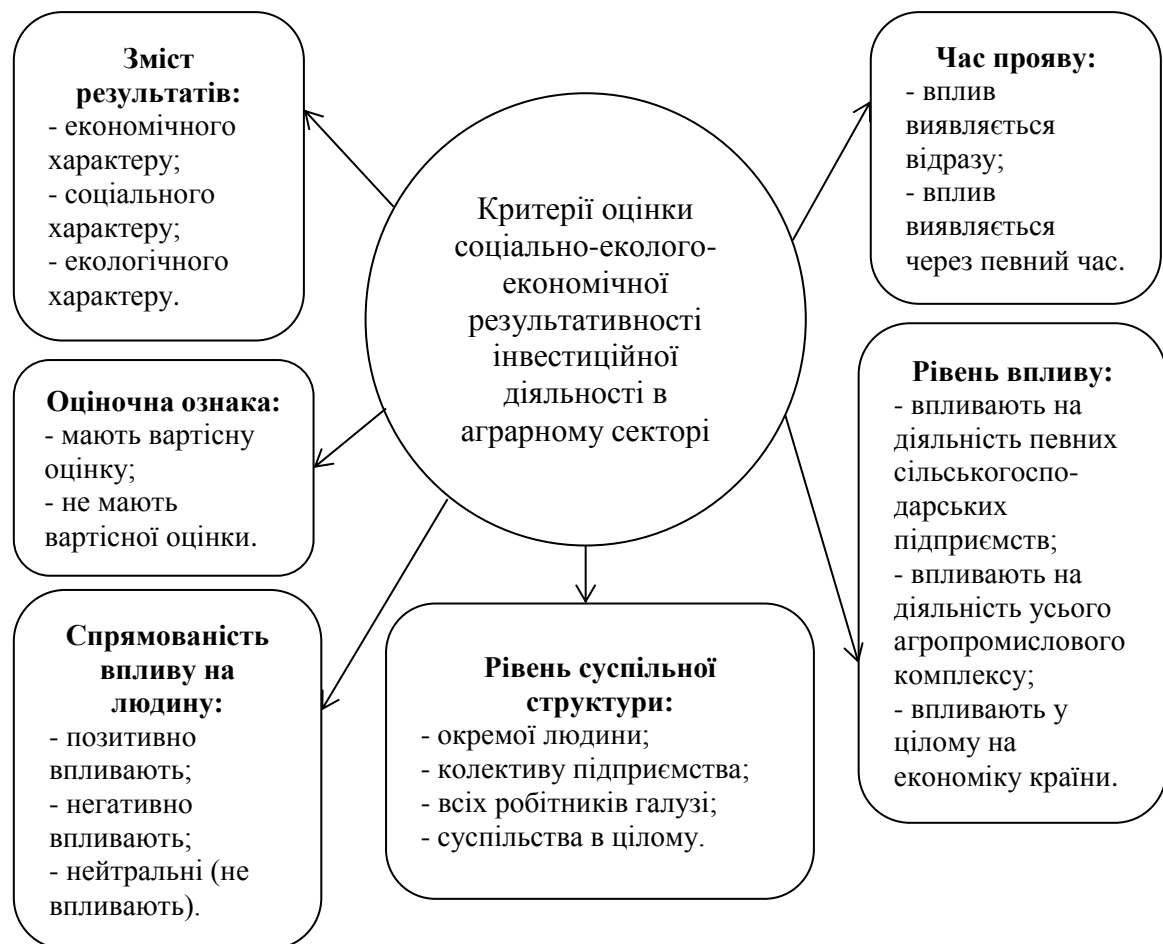 Зміст
результатів:
- економічного
характеру;
- соціального
характеру;
- екологічного
характеру.
Час прояву:
- вплив
виявляється
відразу;
- вплив
виявляється
через певний час.
Критерії оцінки
соціально-еколого-
економічної
результативності
інвестиційної
діяльності в
аграрному секторі
Оціночна ознака:
- мають вартісну
оцінку;
- не мають
вартісної оцінки.
Рівень впливу:
- впливають на
діяльність певних
сільськогоспо-
дарських
підприємств;
- впливають на
діяльність усього
агропромислового
комплексу;
- впливають у
цілому на
економіку країни.
Спрямованість
впливу на
людину:
- позитивно
впливають;
- негативно
впливають;
- нейтральні (не
впливають).
Рівень суспільної
структури:
- окремої людини;
- колективу підприємства;
- всіх робітників галузі;
- суспільства в цілому.